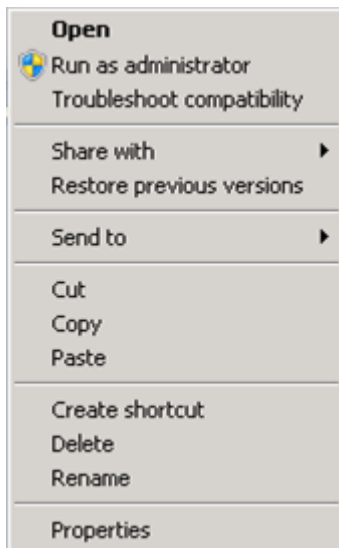 Open
Run as administrator
Troubleshoot compatibility
Share with
Restore previous versions
Send to
Cut
Copy
Paste
Create shortcut
Delete
Rename
Properties